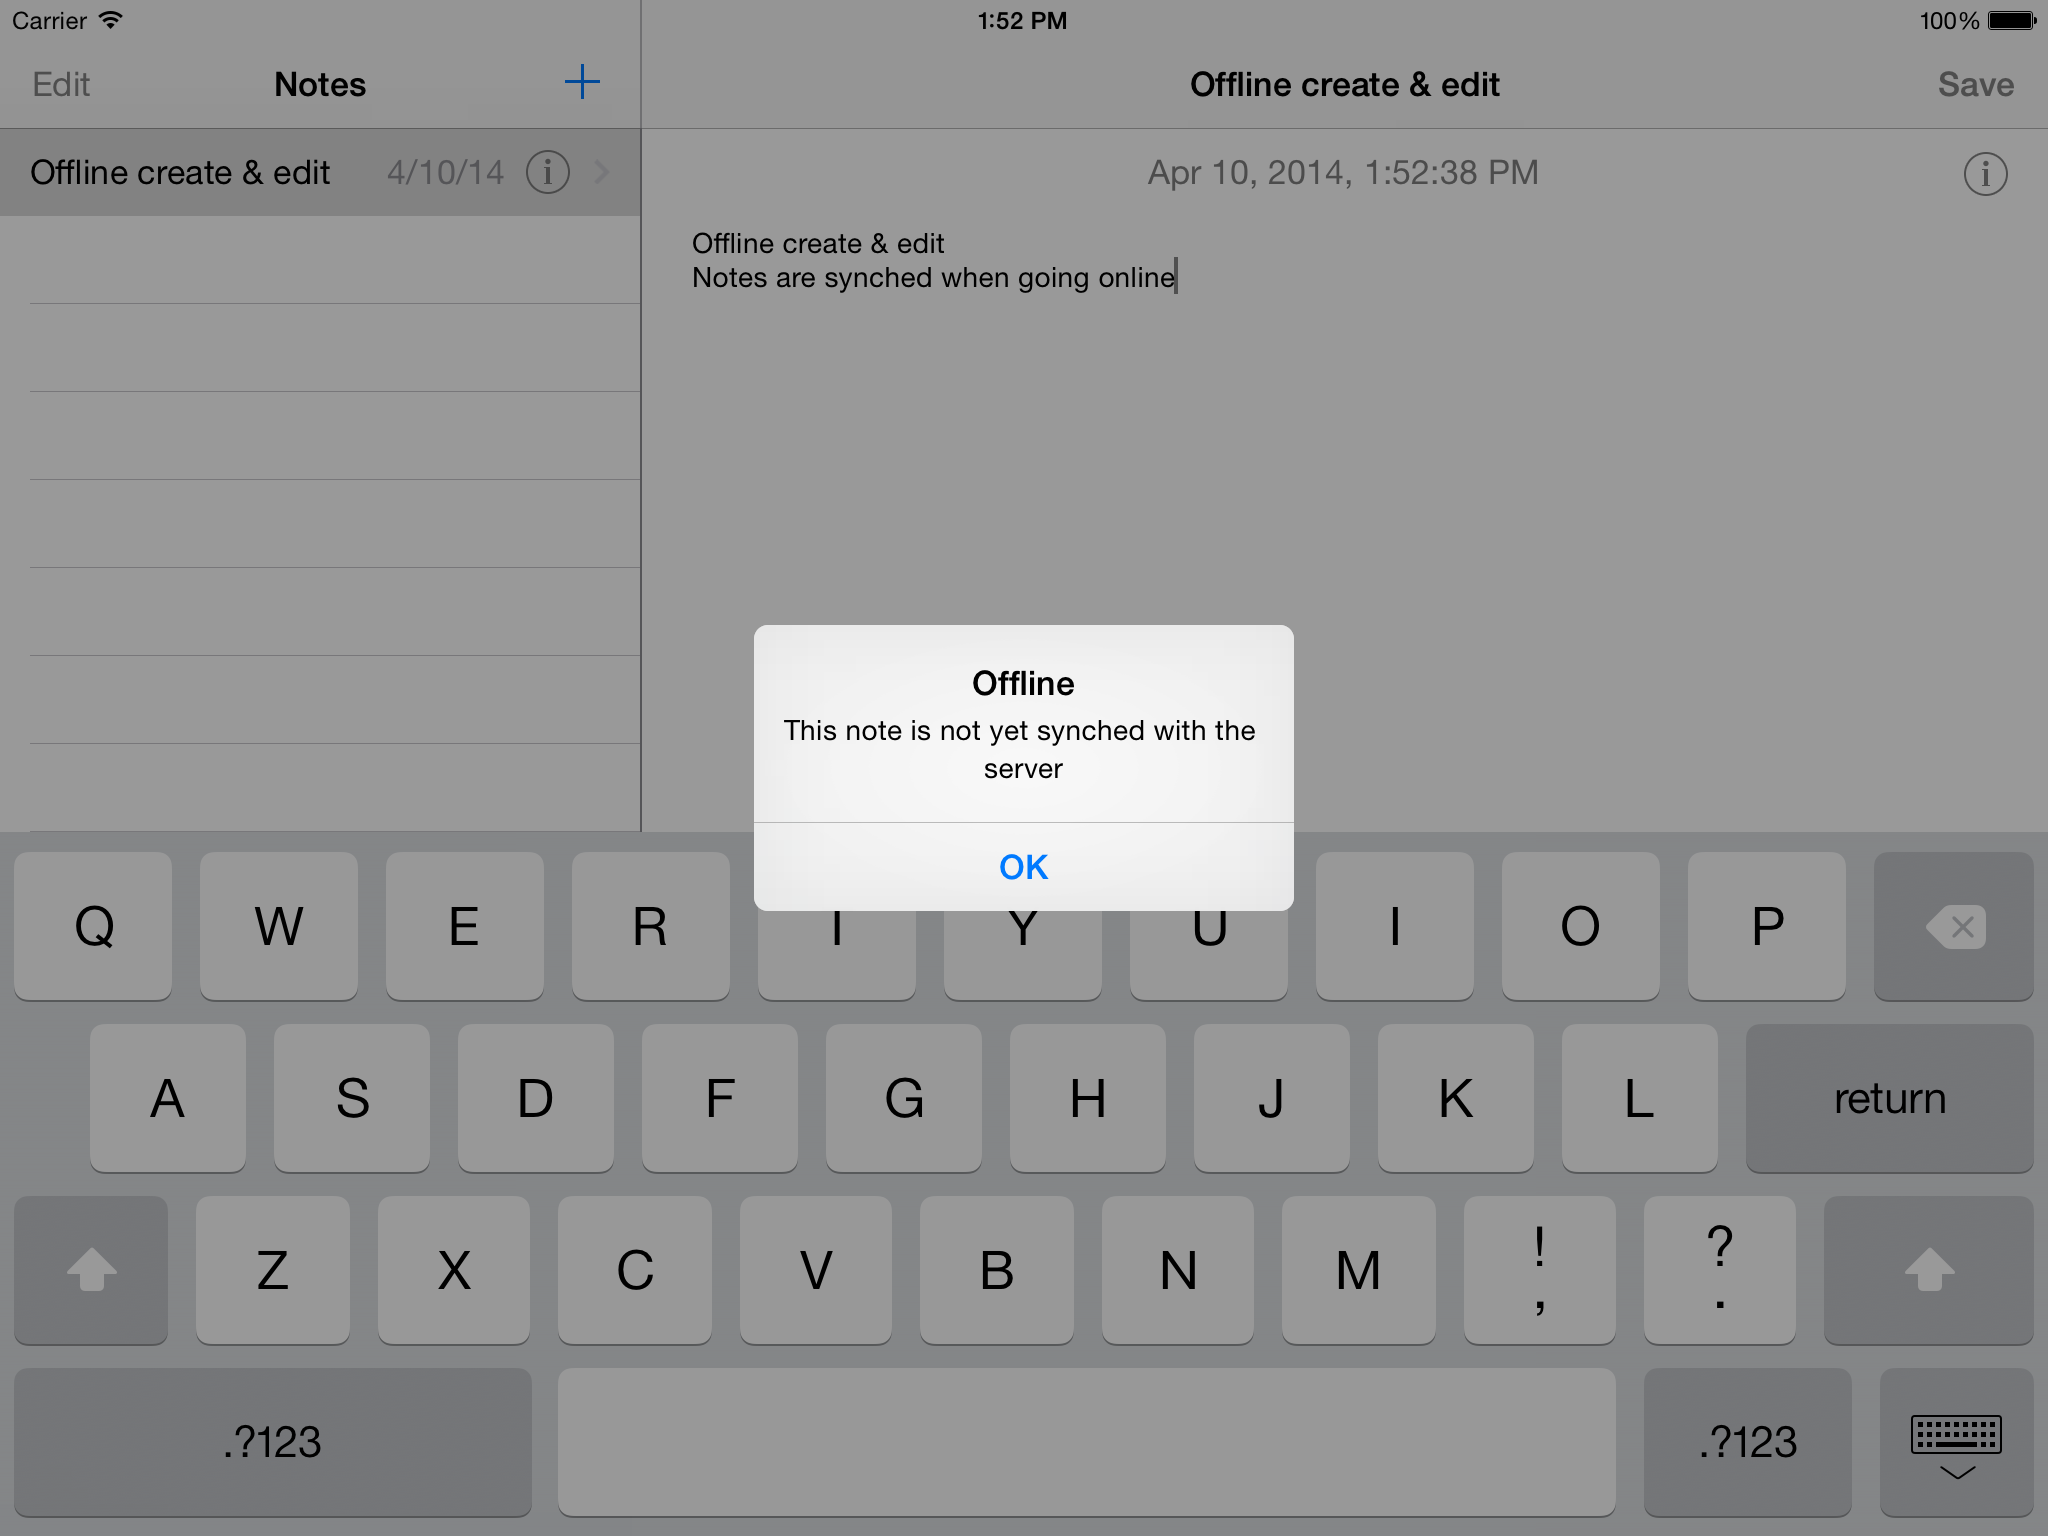 Carrier
1:52 PM
100%
Edit
Notes
Offline create & edit
Save
Offline create & edit
4/10/14
Apr 10, 2014, 1:52:38 PM
Offline create & edit
Notes are synched when going online
Offline
This note is not yet synched with the
server
OK
Q W E R T Y U I O P
A S D F G H J K L return
Z X C V B N M ! , ? .
.?123 .?123